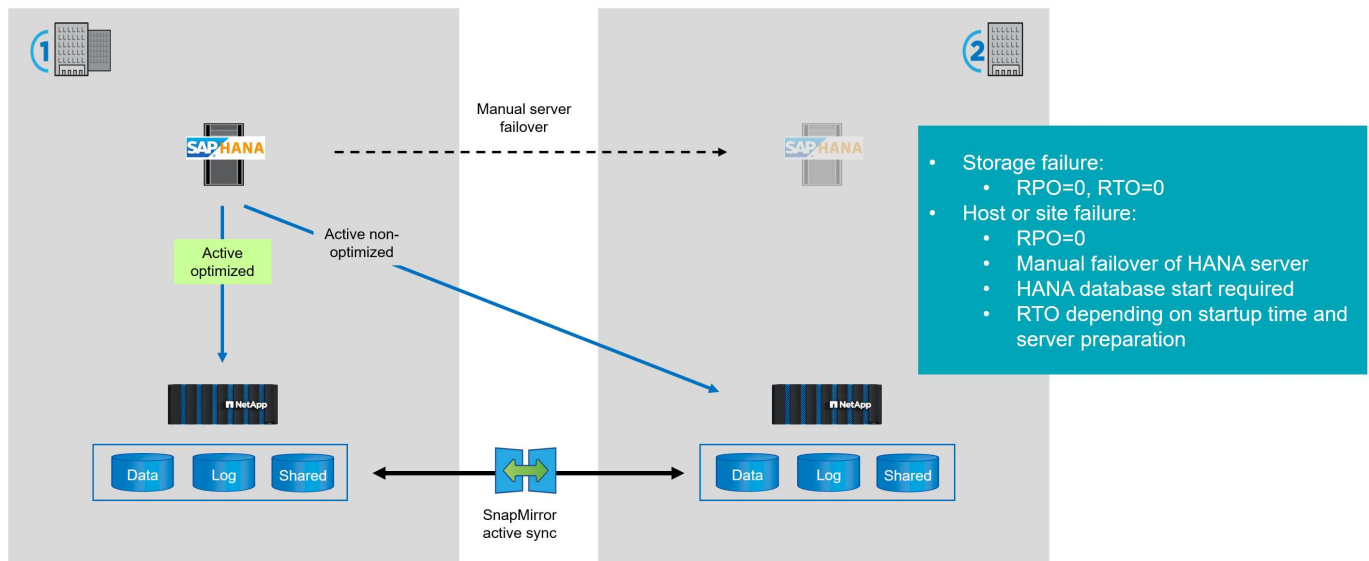 1
2
Manual server
failover
SAP HANA
SAP HANA
Active
optimized
Active non-
optimized
• Storage failure:
• RPO=0, RTO=0
• Host or site failure:
• RPO=0
• Manual failover of HANA server
• HANA database start required
• RTO depending on startup time and
server preparation
NetApp
NetApp
Data
Log
Shared
Data
Log
Shared
SnapMirror
active sync